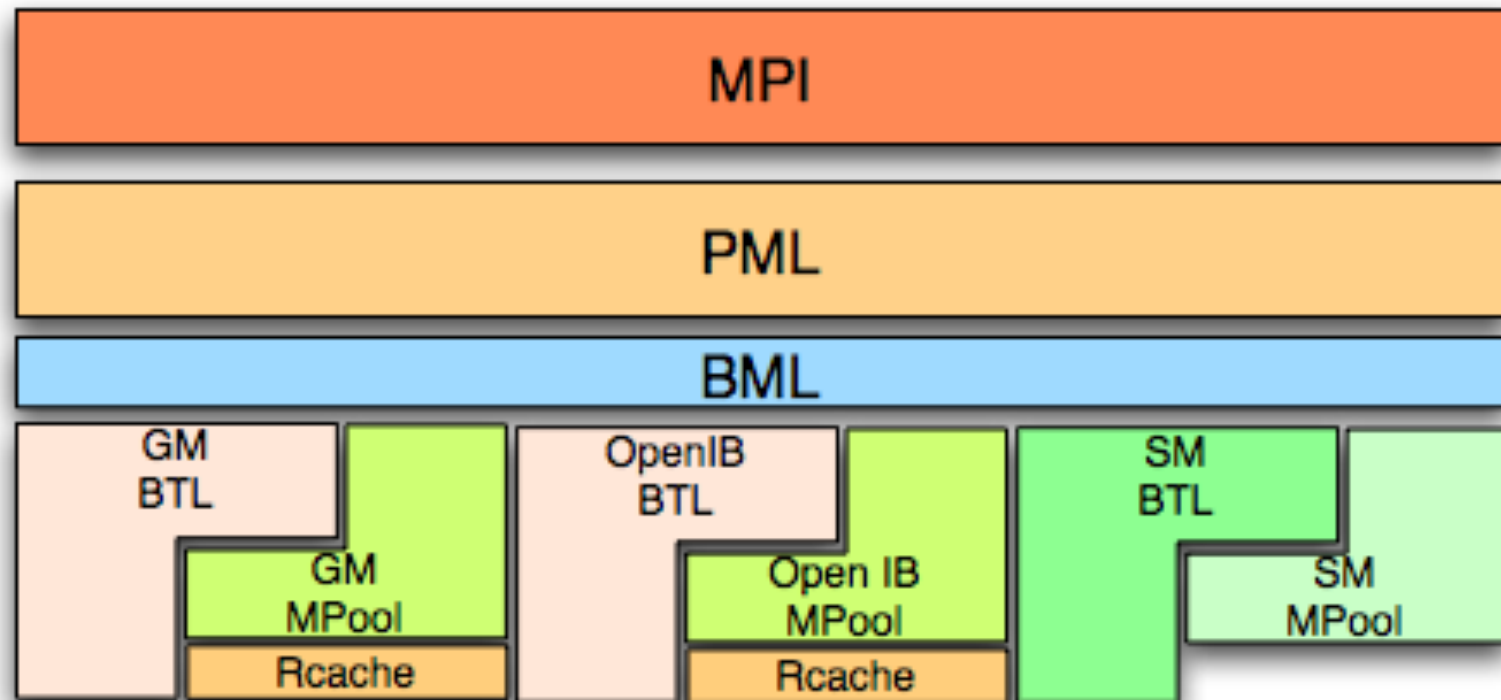 MPI
PML
BML
GM
BTL
GM
MPool
Rcache
OpenIB
BTL
Open IB
MPool
Rcache
SM
BTL
SM
MPool